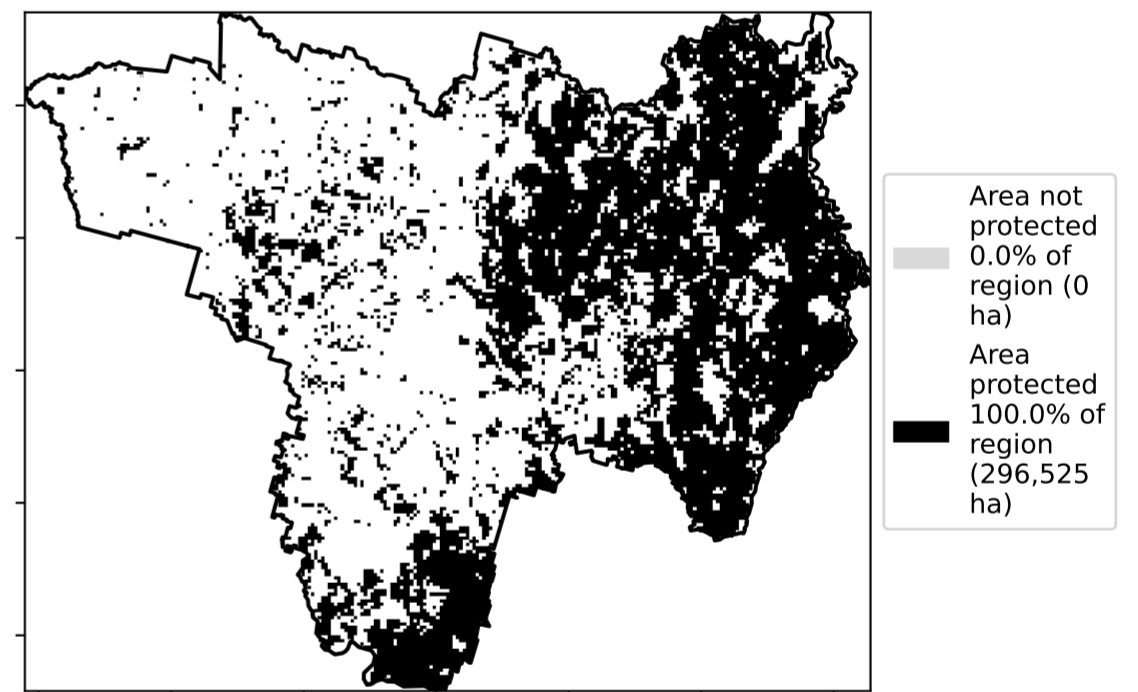 Area not
protected
0.0% of
region (0
ha)
Area
protected
100.0% of
region
(296,525
ha)